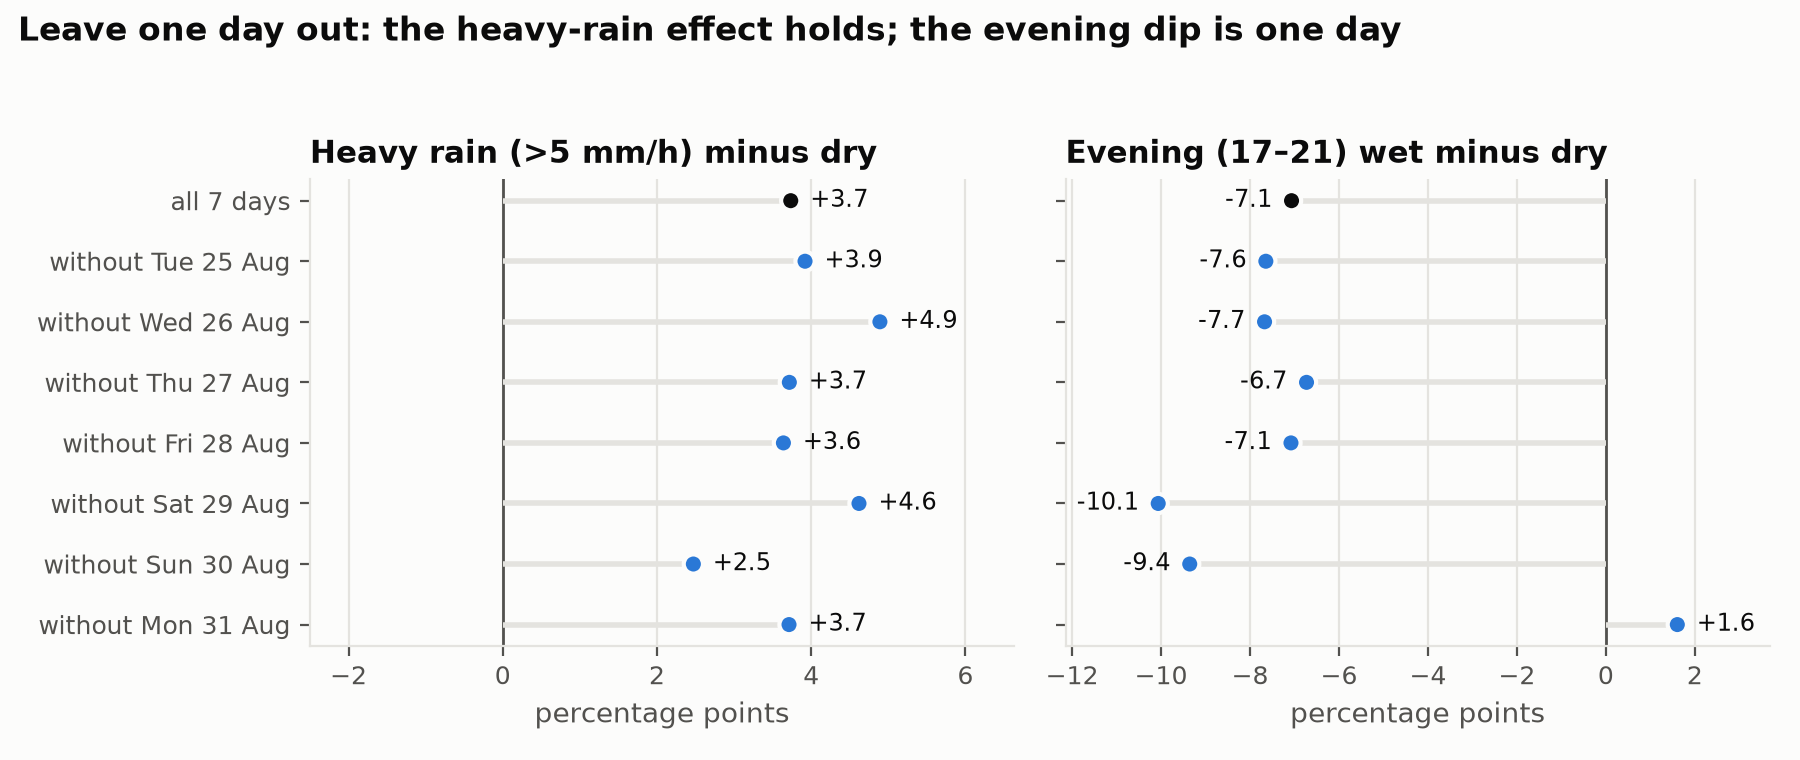 Leave one day out: the heavy-rain effect holds; the evening dip is one day
Heavy rain (>5 mm/h) minus dry
all 7 days
+3.7
without Tue 25 Aug
+3.9
without Wed 26 Aug
+4.9
without Thu 27 Aug
+3.7
without Fri 28 Aug
+3.6
without Sat 29 Aug
+4.6
without Sun 30 Aug
+2.5
without Mon 31 Aug
+3.7
−2 0 2 4 6
percentage points
Evening (17–21) wet minus dry
-7.1
-7.6
-7.7
-6.7
-7.1
-10.1
-9.4
+1.6
−12 −10 −8 −6 −4 −2 0 2
percentage points